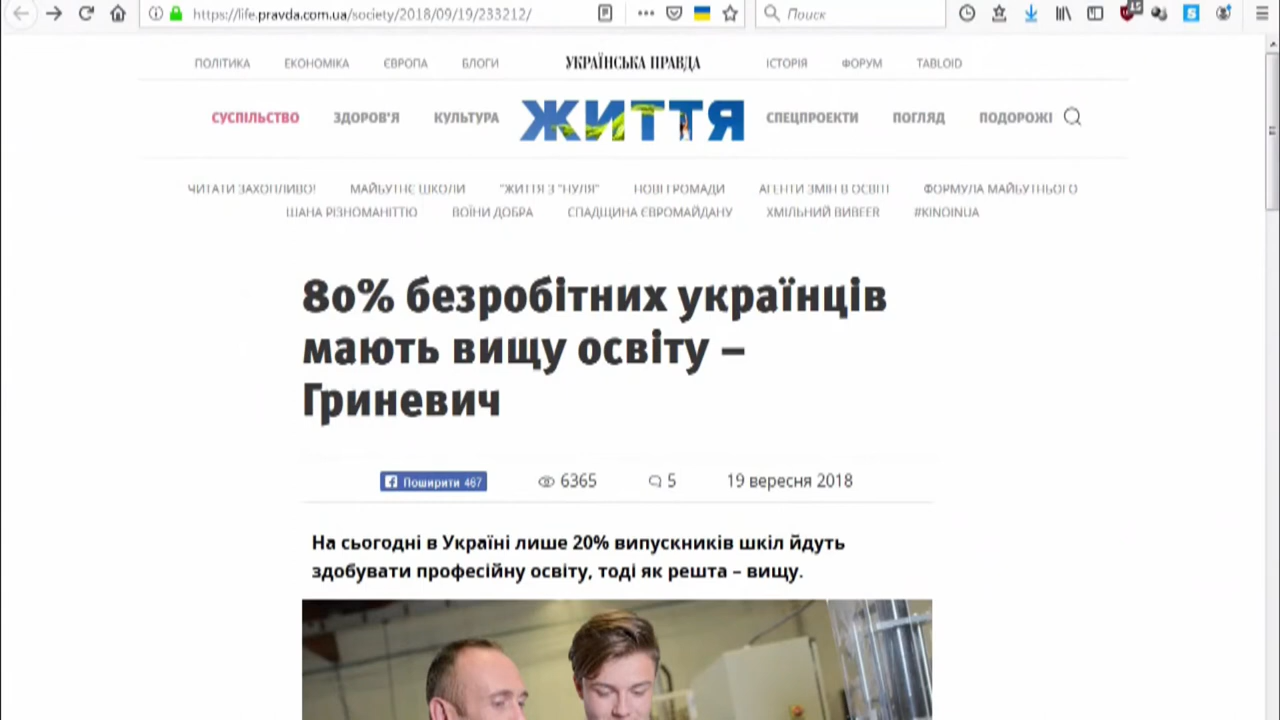 https://life.pravda.com.ua/society/2018/09/19/233212/
Поиск
15
ПОЛІТИКА ЕКОНОМІКА ЄВРОПА БЛОГИ УКРАЇНСЬКА ПРАВДА ІСТОРІЯ ФОРУМ TABLOID
СУСПІЛЬСТВО ЗДОРОВ'Я КУЛЬТУРА ЖИТТЯ СПЕЦПРОЕКТИ ПОГЛЯД ПОДОРОЖІ
ЧИТАТИ ЗАХОПЛИВО! МАЙБУТНЄ ШКОЛИ "ЖИТТЯ З "НУЛЯ" НОВІ ГРОМАДИ АГЕНТИ ЗМІН В ОСВІТІ ФОРМУЛА МАЙБУТНЬОГО
ШАНА РІЗНОМАНІТТЮ ВОЇНИ ДОБРА СПАДЩИНА ЄВРОМАЙДАНУ ХМІЛЬНИЙ ВИBEER #KINOINUA
80% безробітних українців
мають вищу освіту –
Гриневич
Поширити 467 6365 5 19 вересня 2018
На сьогодні в Україні лише 20% випускників шкіл йдуть
здобувати професійну освіту, тоді як решта – вищу.